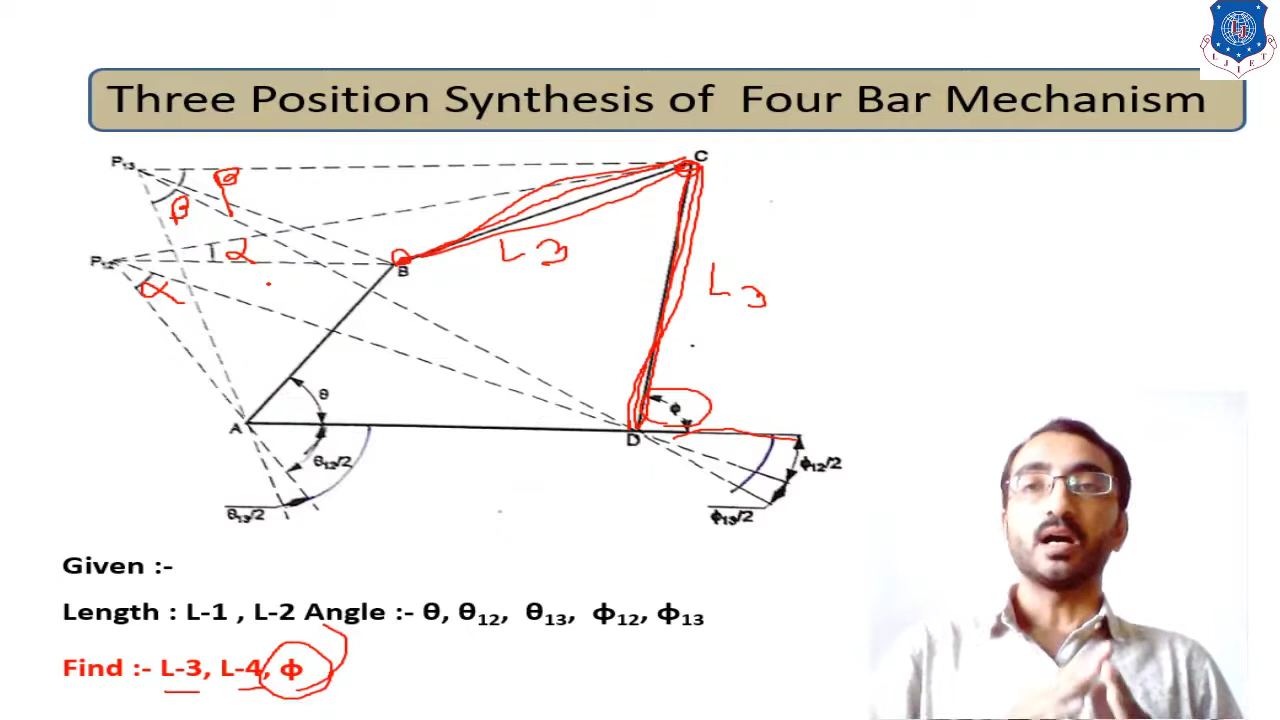 LJIET
Three Position Synthesis of Four Bar Mechanism
P13
C
β
β
P12
α
α
B
L3
L3
θ
ϕ
A
D
θ12/2
ϕ12/2
θ13/2
ϕ13/2
Given :-
Length : L-1 , L-2 Angle :- θ, θ12, θ13, ϕ12, ϕ13
Find :- L-3, L-4, ϕ